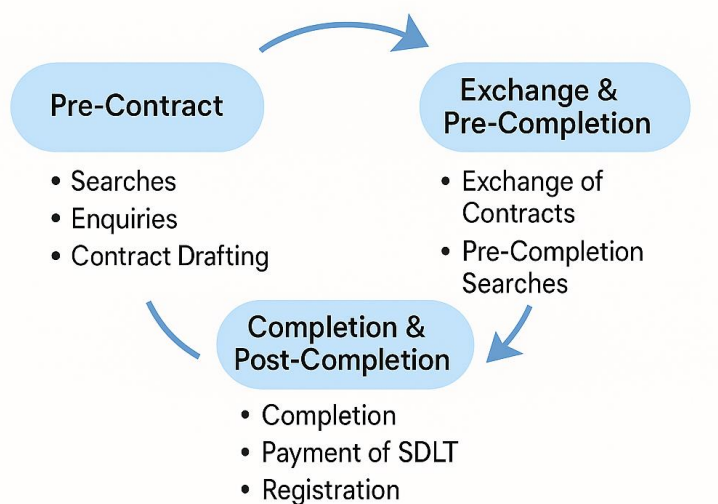 Pre-Contract
• Searches
• Enquiries
• Contract Drafting
Exchange &
Pre-Completion
• Exchange of
Contracts
• Pre-Completion
Searches
Completion &
Post-Completion
• Completion
• Payment of SDLT
• Registration